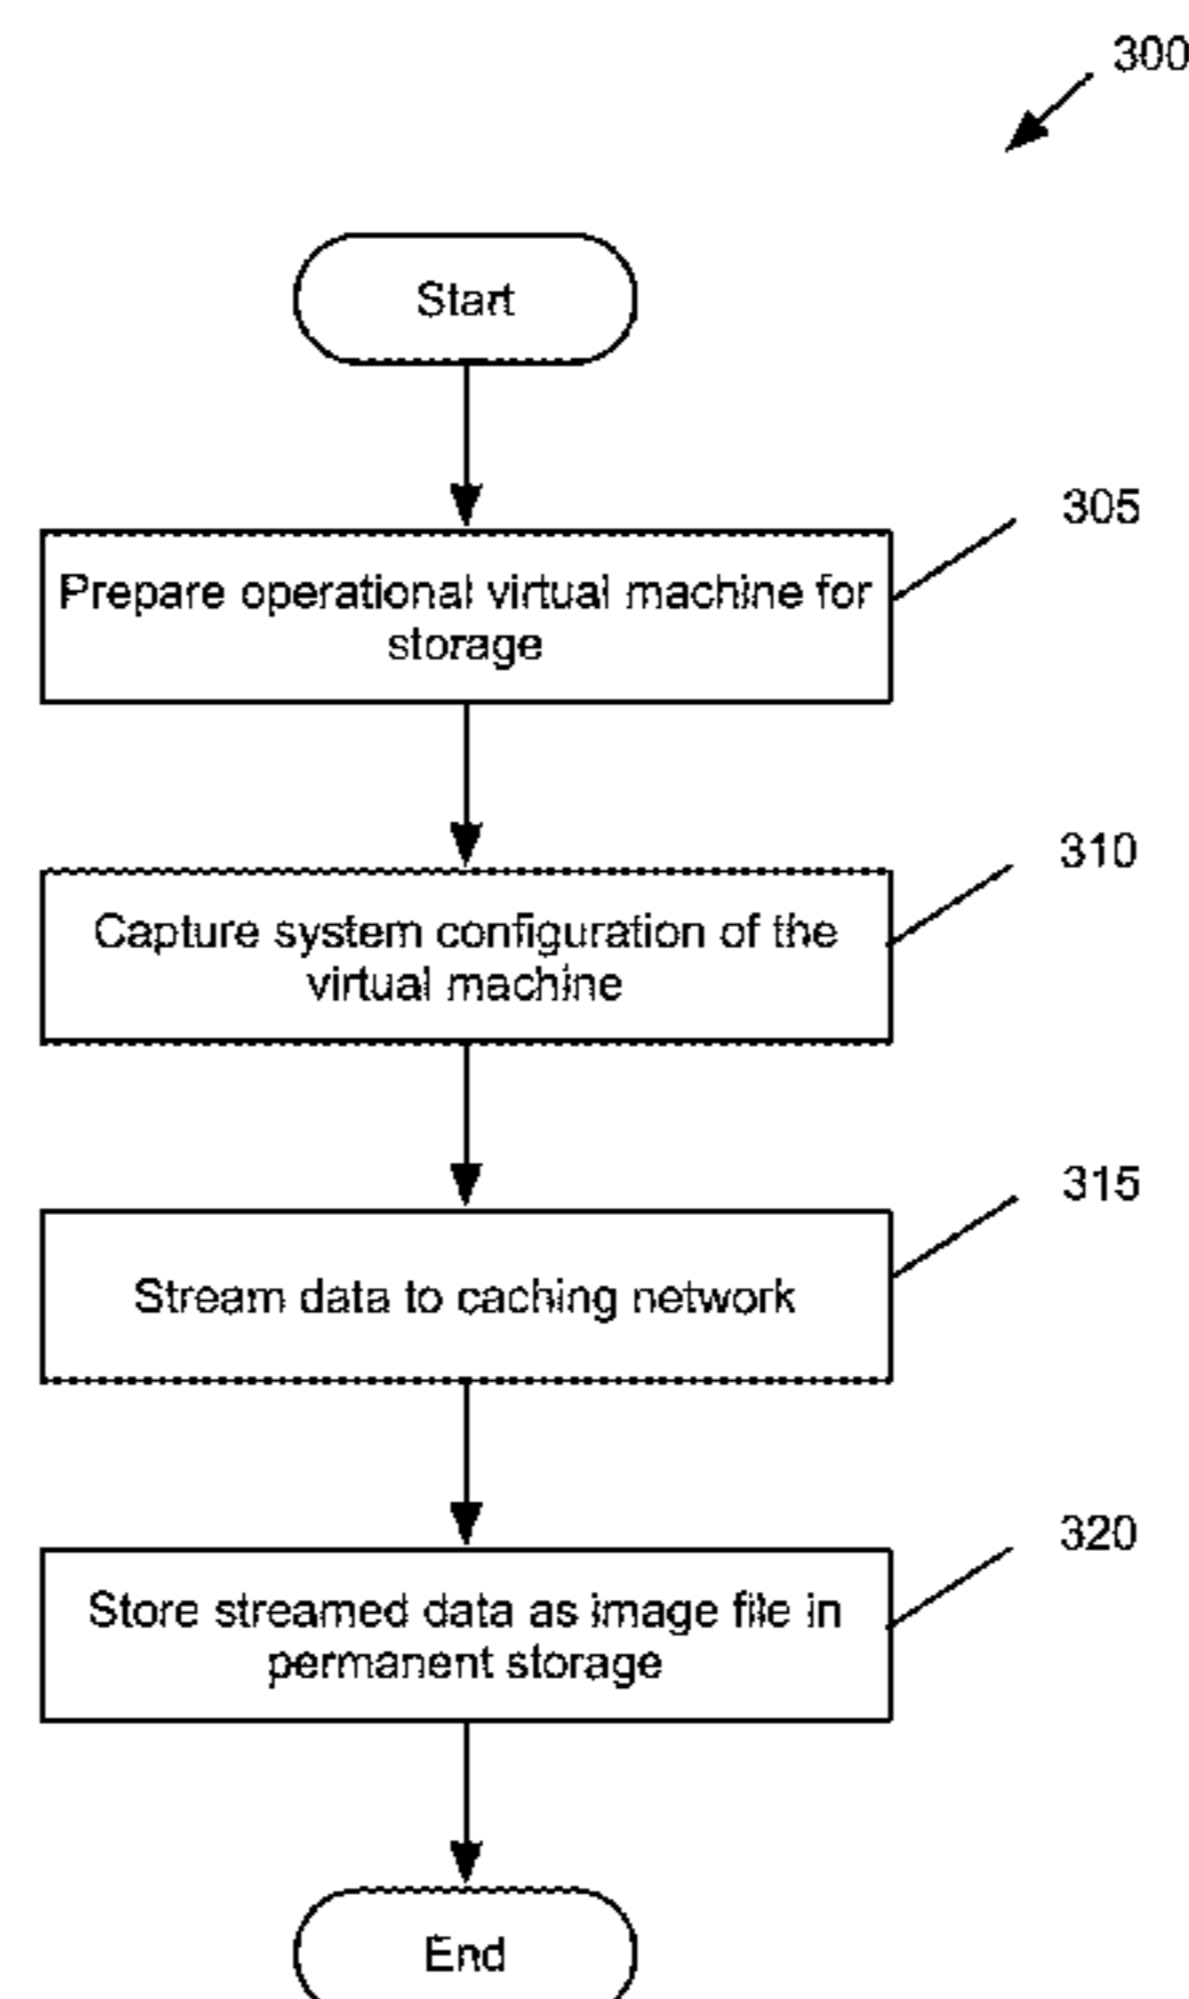 300
Start
305
Prepare operational virtual machine for
storage
310
Capture system configuration of the
virtual machine
315
Stream data to caching network
320
Store streamed data as image file in
permanent storage
End